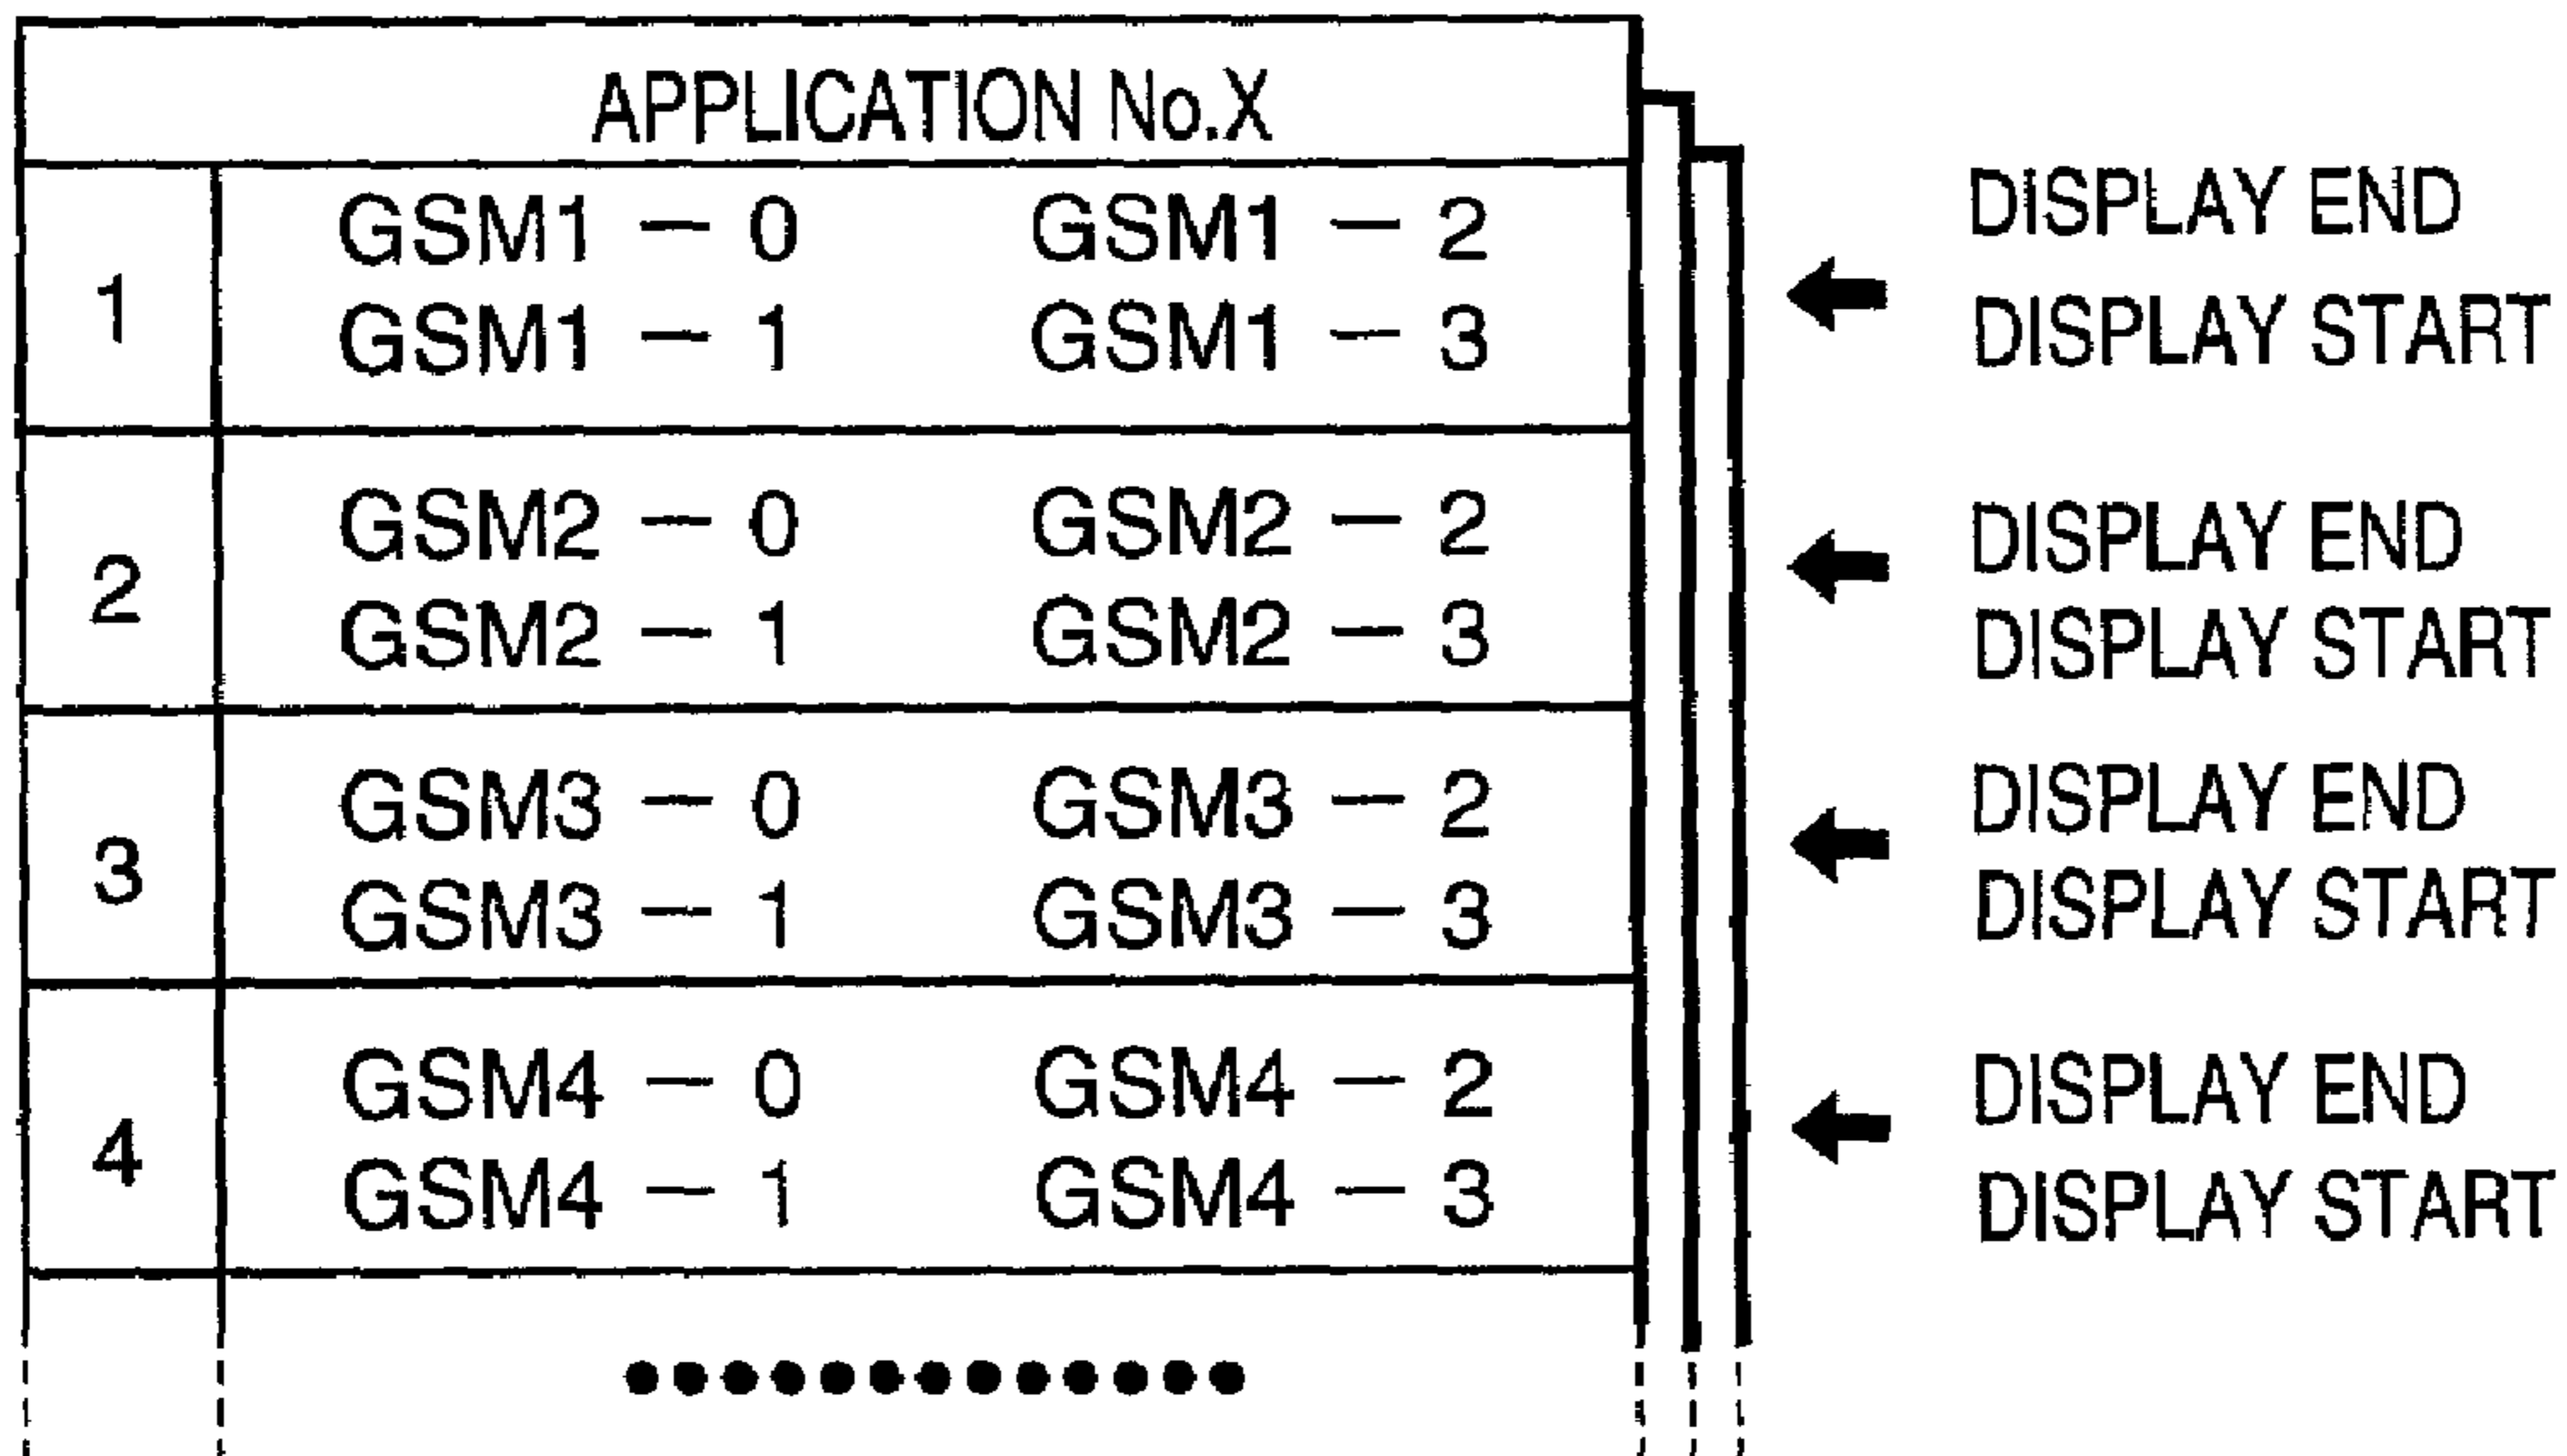 APPLICATION No.X
GSM1 — 0 GSM1 — 2 DISPLAY END
1
GSM1 — 1 GSM1 — 3 DISPLAY START
GSM2 — 0 GSM2 — 2 DISPLAY END
2
GSM2 — 1 GSM2 — 3 DISPLAY START
GSM3 — 0 GSM3 — 2 DISPLAY END
3
GSM3 — 1 GSM3 — 3 DISPLAY START
GSM4 — 0 GSM4 — 2 DISPLAY END
4
GSM4 — 1 GSM4 — 3 DISPLAY START